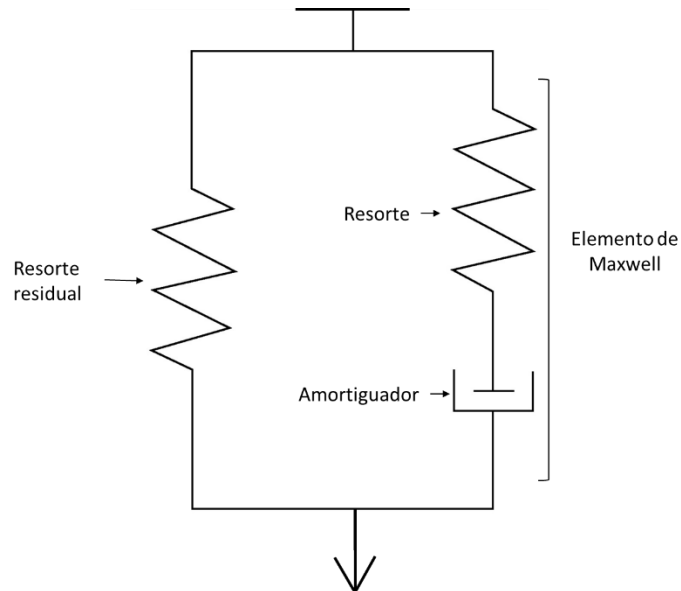 Resorte
Elemento de
Maxwell
Resorte
residual
Amortiguador